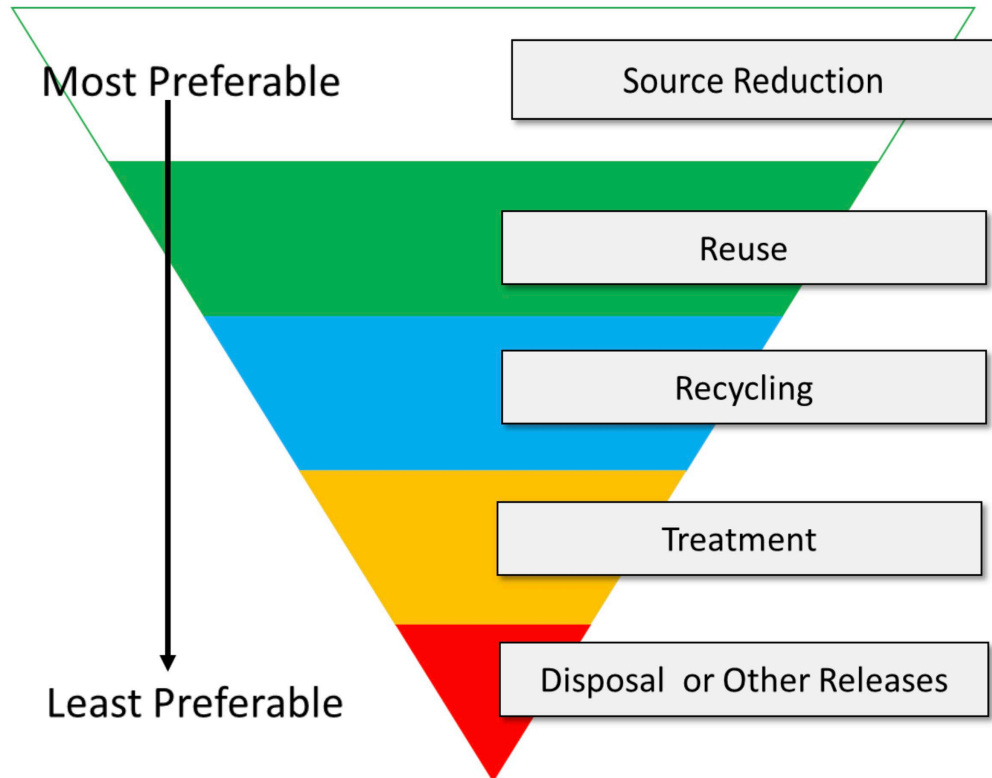 Most Preferable
Source Reduction
Reuse
Recycling
Treatment
Disposal  or Other Releases
Least Preferable